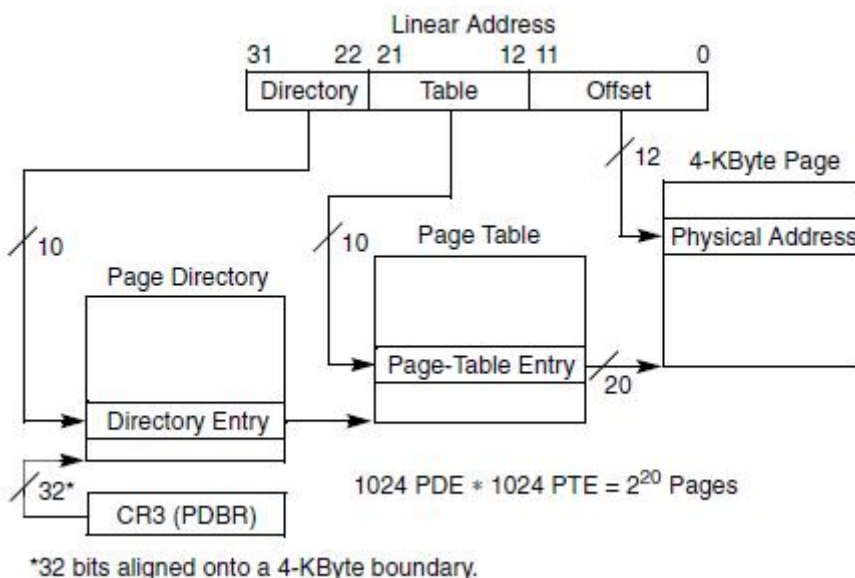 Linear Address
31 22 21 12 11 0
Directory Table Offset
12
4-KByte Page
10
10
Page Table
Physical Address
Page Directory
Page-Table Entry
20
Directory Entry
32*
1024 PDE * 1024 PTE = 2²⁰ Pages
CR3 (PDBR)
*32 bits aligned onto a 4-KByte boundary.